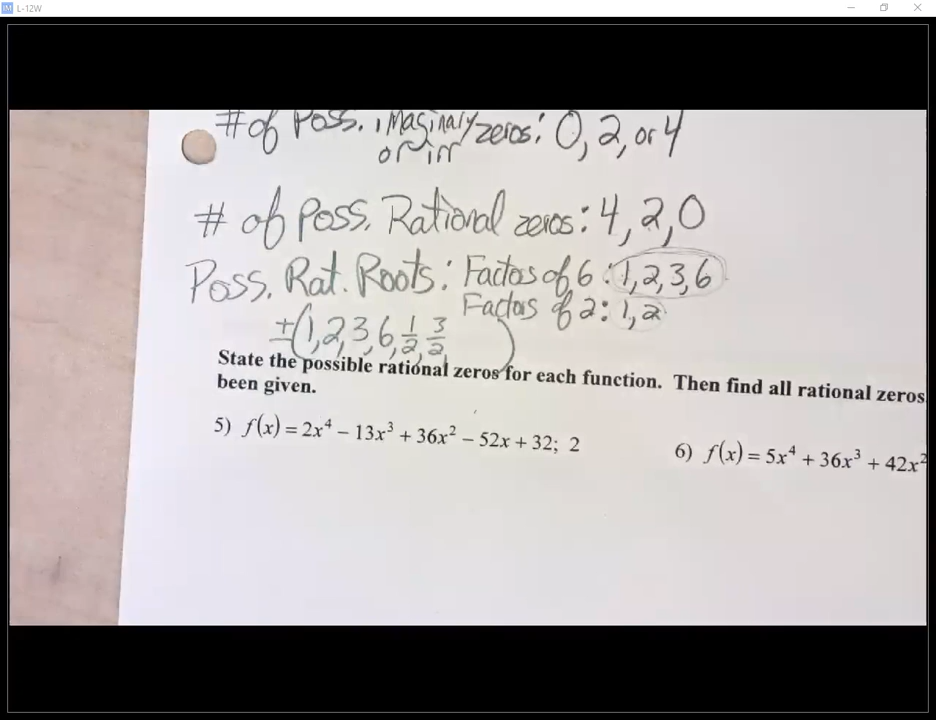 L-12W
# of Poss. imaginary zeros: 0, 2, or 4
or irr
# of Poss. Rational zeros: 4, 2, 0
Poss. Rat. Roots: Factors of 6: 1, 2, 3, 6
Factors of 2: 1, 2
±(1, 2, 3, 6, 1/2, 3/2)
State the possible rational zeros for each function. Then find all rational zeros
been given.
5) f(x) = 2x⁴ − 13x³ + 36x² − 52x + 32; 2
6) f(x) = 5x⁴ + 36x³ + 42x²